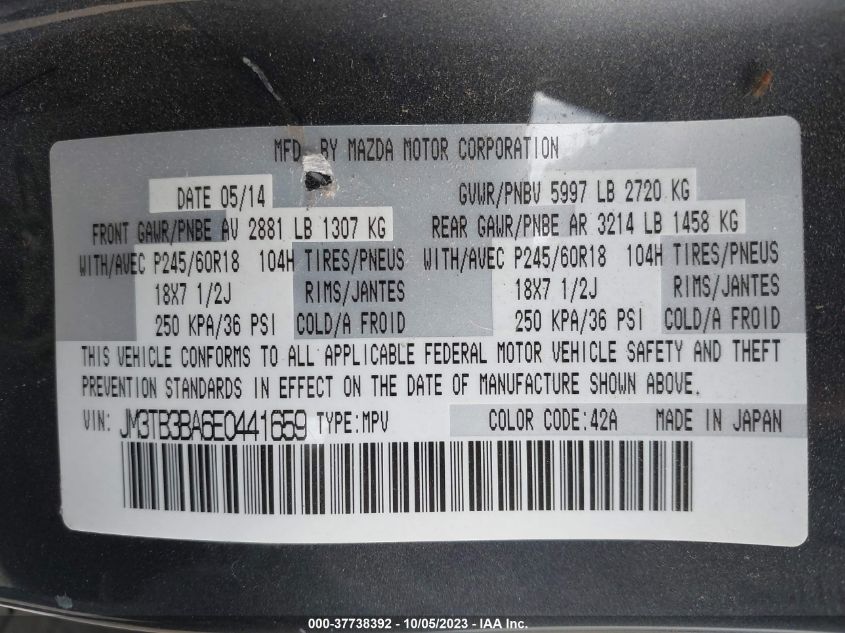 MFD. BY MAZDA MOTOR CORPORATION
DATE 05/14 GVWR/PNBV 5997 LB 2720 KG
FRONT GAWR/PNBE AV 2881 LB 1307 KG REAR GAWR/PNBE AR 3214 LB 1458 KG
WITH/AVEC P245/60R18 104H TIRES/PNEUS WITH/AVEC P245/60R18 104H TIRES/PNEUS
18X7 1/2J RIMS/JANTES 18X7 1/2J RIMS/JANTES
250 KPA/36 PSI COLD/A FROID 250 KPA/36 PSI COLD/A FROID
THIS VEHICLE CONFORMS TO ALL APPLICABLE FEDERAL MOTOR VEHICLE SAFETY AND THEFT
PREVENTION STANDARDS IN EFFECT ON THE DATE OF MANUFACTURE SHOWN ABOVE.
VIN: JM3TB3BA6E0441659 TYPE:MPV COLOR CODE:42A MADE IN JAPAN
000-37738392 - 10/05/2023 - IAA Inc.